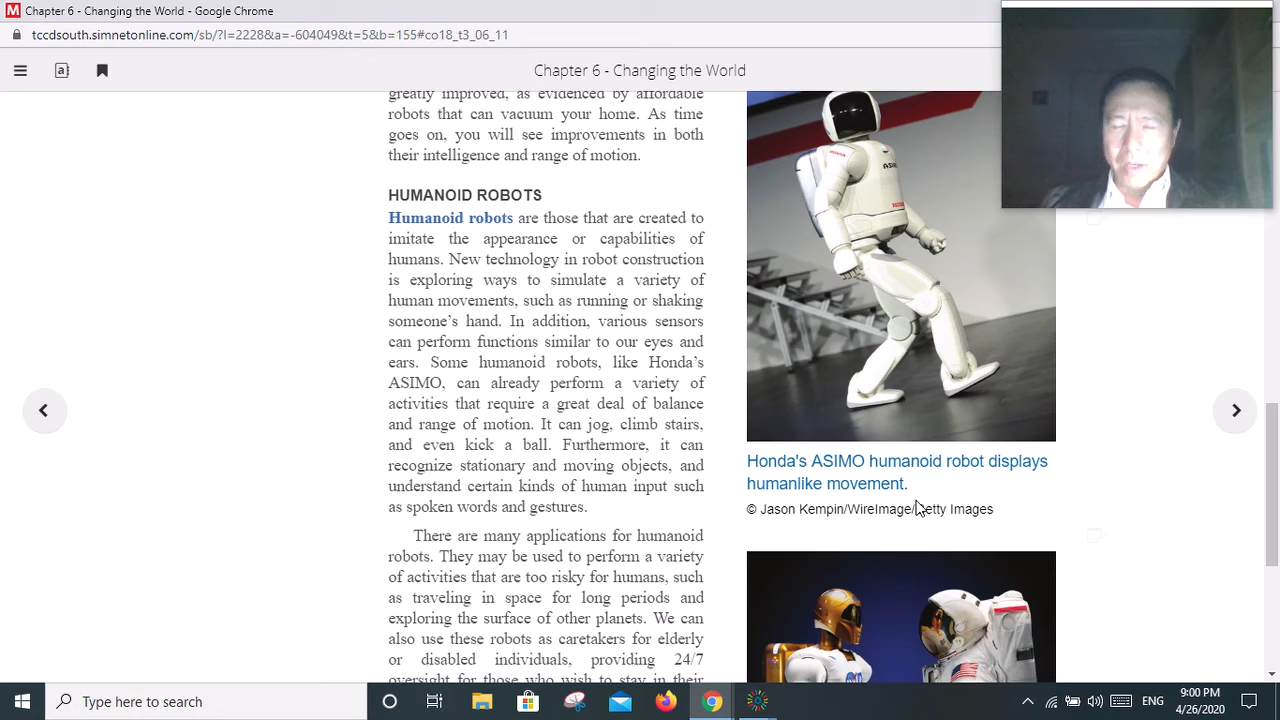 Chapter 6 - Changing the World - Google Chrome
tccdsouth.simnetonline.com/sb/?l=2228&a=-604049&t=5&b=155#co18_t3_06_11
Chapter 6 - Changing the World
greatly improved, as evidenced by affordable
robots that can vacuum your home. As time
goes on, you will see improvements in both
their intelligence and range of motion.
HUMANOID ROBOTS
Humanoid robots are those that are created to
imitate the appearance or capabilities of
humans. New technology in robot construction
is exploring ways to simulate a variety of
human movements, such as running or shaking
someone's hand. In addition, various sensors
can perform functions similar to our eyes and
ears. Some humanoid robots, like Honda's
ASIMO, can already perform a variety of
activities that require a great deal of balance
and range of motion. It can jog, climb stairs,
and even kick a ball. Furthermore, it can
recognize stationary and moving objects, and
understand certain kinds of human input such
as spoken words and gestures.
There are many applications for humanoid
robots. They may be used to perform a variety
of activities that are too risky for humans, such
as traveling in space for long periods and
exploring the surface of other planets. We can
also use these robots as caretakers for elderly
or disabled individuals, providing 24/7
oversight for those who wish to stay in their
Honda's ASIMO humanoid robot displays
humanlike movement.
© Jason Kempin/WireImage/Getty Images
Type here to search
ENG
9:00 PM
4/26/2020